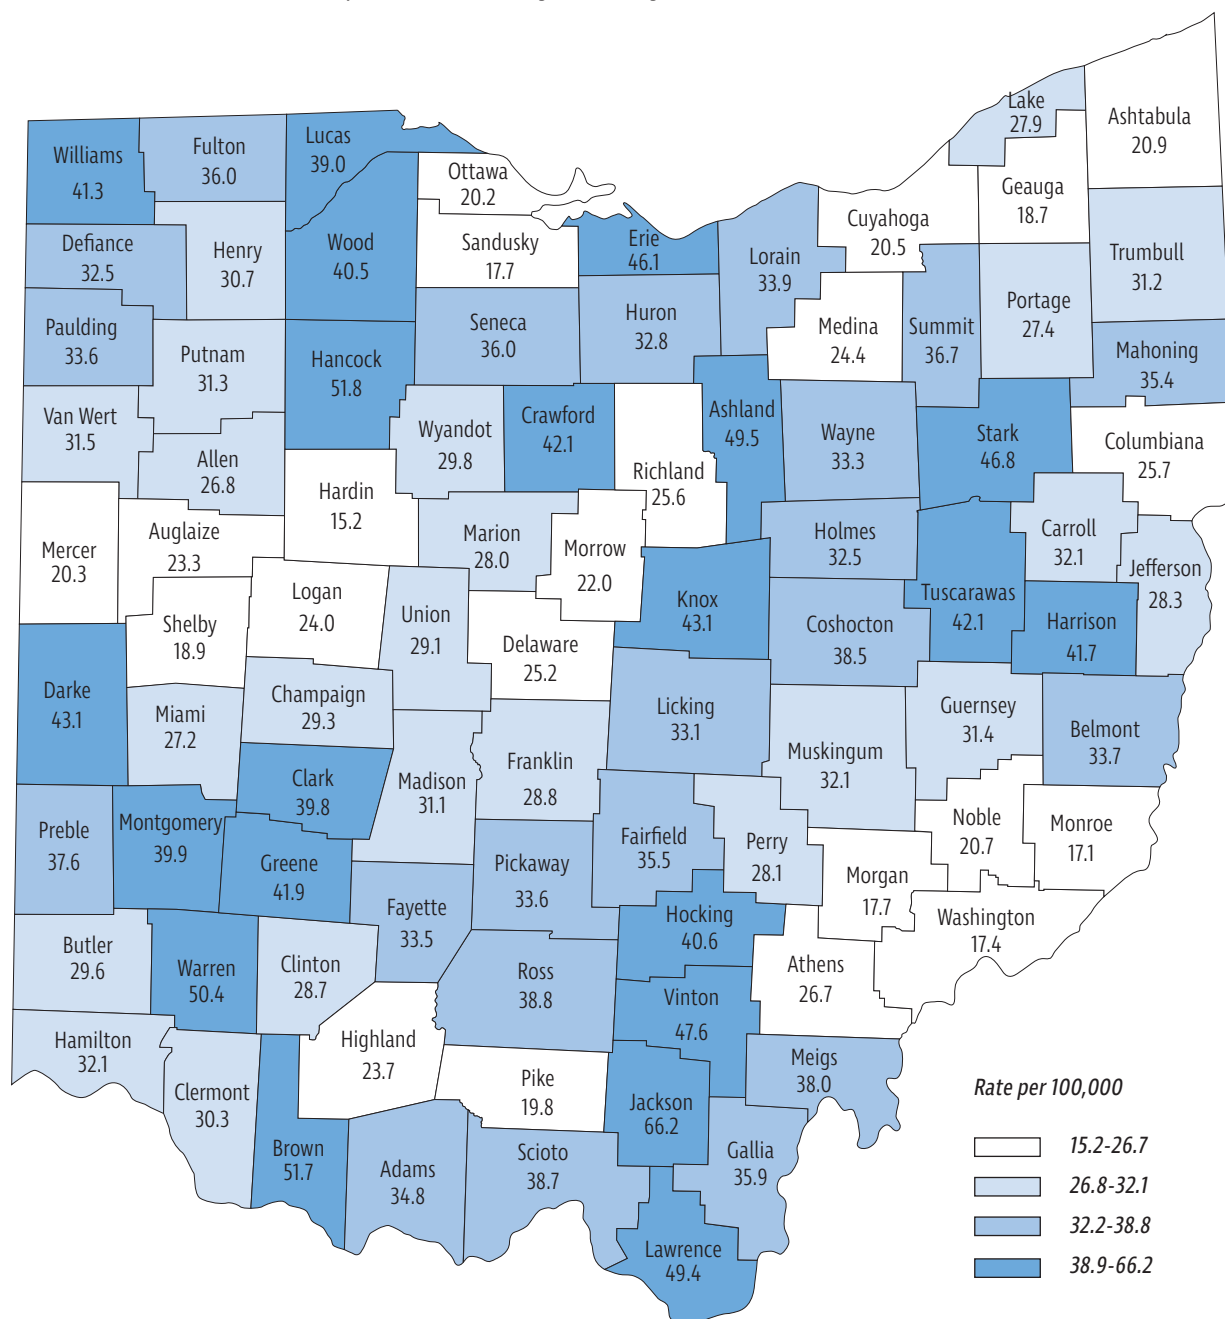 Lake
27.9
Ashtabula
20.9
Williams
41.3
Fulton
36.0
Lucas
39.0
Ottawa
20.2
Geauga
18.7
Cuyahoga
20.5
Defiance
32.5
Henry
30.7
Wood
40.5
Sandusky
17.7
Erie
46.1
Lorain
33.9
Trumbull
31.2
Paulding
33.6
Putnam
31.3
Hancock
51.8
Seneca
36.0
Huron
32.8
Medina
24.4
Summit
36.7
Portage
27.4
Mahoning
35.4
Van Wert
31.5
Allen
26.8
Wyandot
29.8
Crawford
42.1
Richland
25.6
Ashland
49.5
Wayne
33.3
Stark
46.8
Columbiana
25.7
Mercer
20.3
Auglaize
23.3
Hardin
15.2
Marion
28.0
Morrow
22.0
Holmes
32.5
Carroll
32.1
Jefferson
28.3
Shelby
18.9
Logan
24.0
Union
29.1
Delaware
25.2
Knox
43.1
Coshocton
38.5
Tuscarawas
42.1
Harrison
41.7
Darke
43.1
Miami
27.2
Champaign
29.3
Licking
33.1
Muskingum
32.1
Guernsey
31.4
Belmont
33.7
Clark
39.8
Madison
31.1
Franklin
28.8
Preble
37.6
Montgomery
39.9
Greene
41.9
Pickaway
33.6
Fairfield
35.5
Perry
28.1
Morgan
17.7
Noble
20.7
Monroe
17.1
Fayette
33.5
Hocking
40.6
Washington
17.4
Butler
29.6
Warren
50.4
Clinton
28.7
Ross
38.8
Athens
26.7
Vinton
47.6
Hamilton
32.1
Clermont
30.3
Highland
23.7
Pike
19.8
Jackson
66.2
Meigs
38.0
Brown
51.7
Adams
34.8
Scioto
38.7
Gallia
35.9
Lawrence
49.4
Rate per 100,000
15.2-26.7
26.8-32.1
32.2-38.8
38.9-66.2